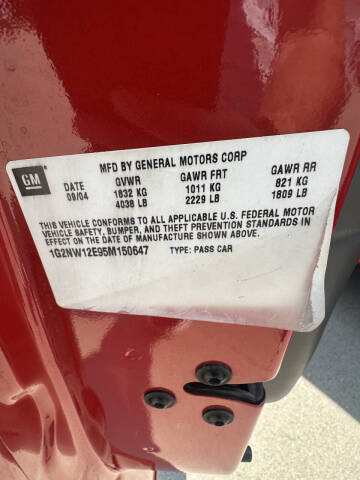 MFD BY GENERAL MOTORS CORP
GM
DATE GVWR GAWR FRT GAWR RR
09/04 1832 KG 1011 KG 821 KG
4038 LB 2229 LB 1809 LB
THIS VEHICLE CONFORMS TO ALL APPLICABLE U.S. FEDERAL MOTOR
VEHICLE SAFETY, BUMPER, AND THEFT PREVENTION STANDARDS IN
EFFECT ON THE DATE OF MANUFACTURE SHOWN ABOVE.
1G2NW12E95M150647 TYPE: PASS CAR